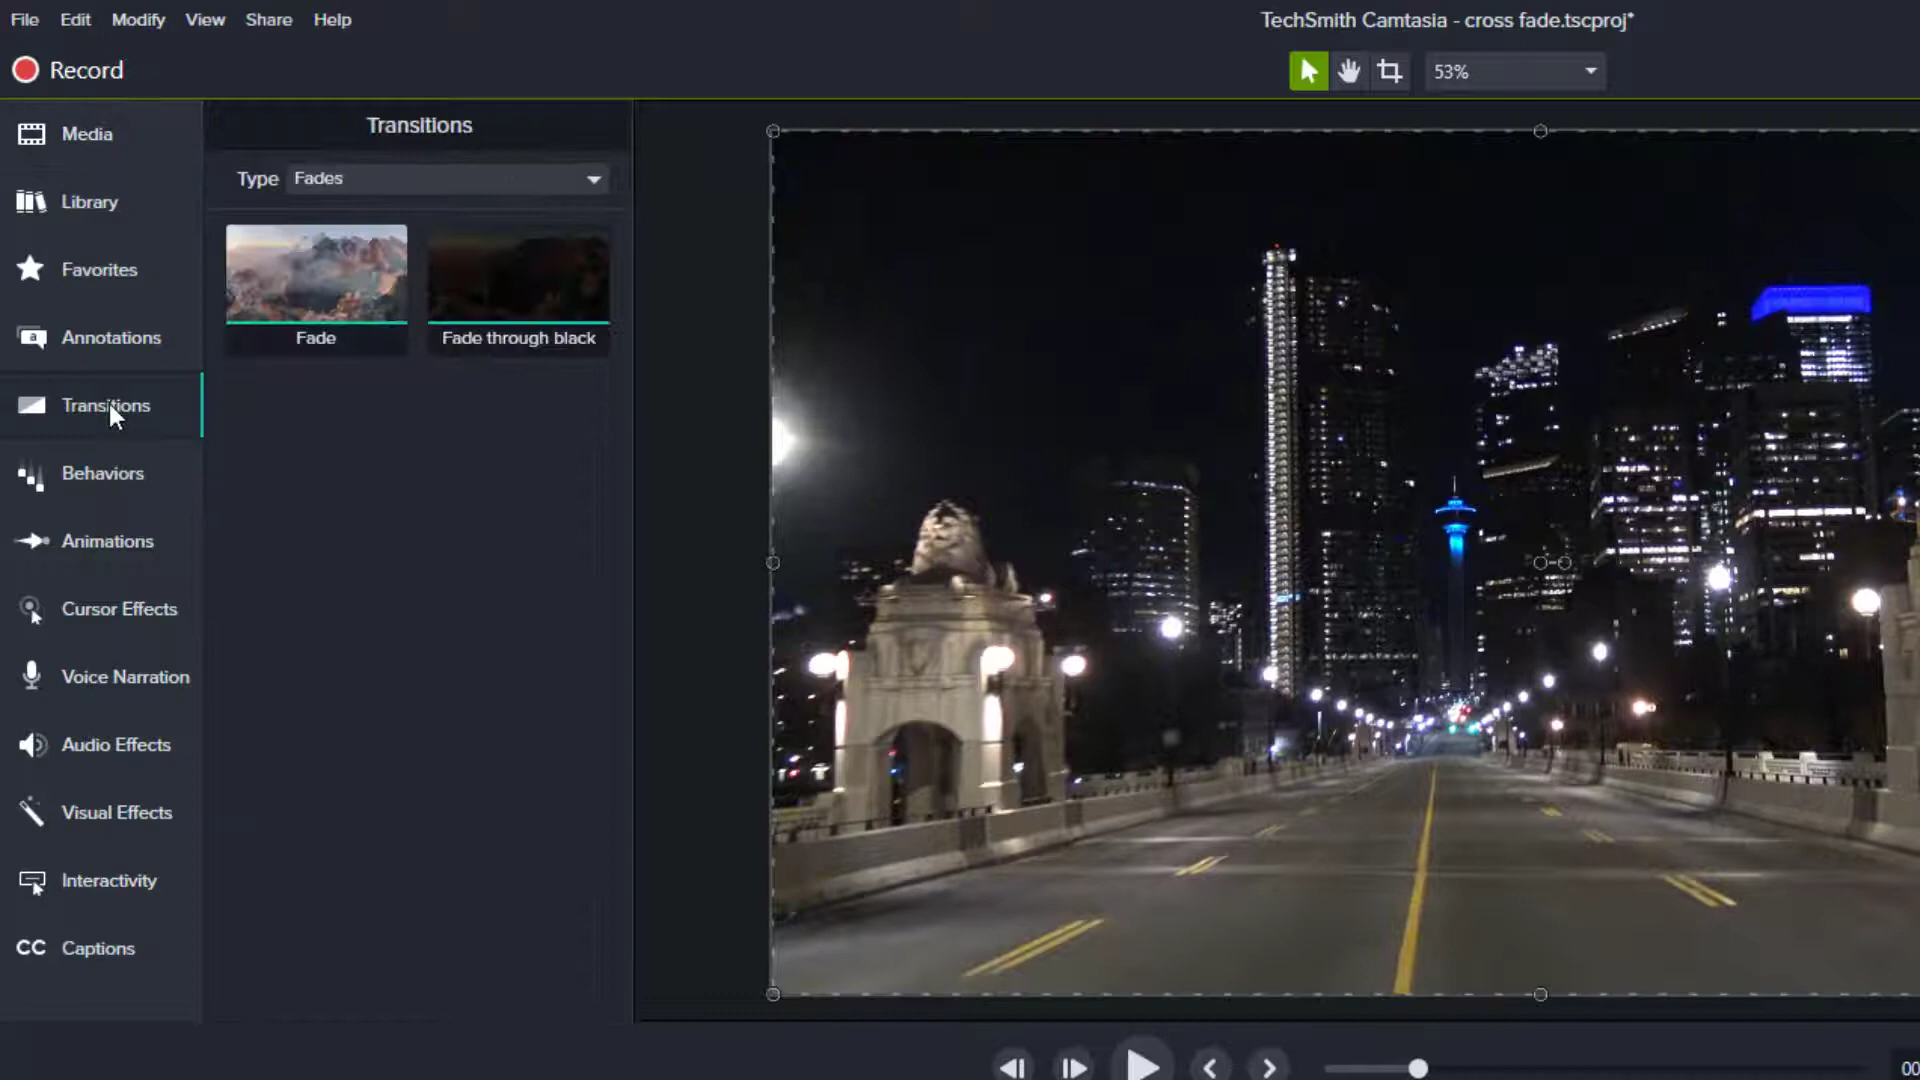 File Edit Modify View Share Help
TechSmith Camtasia - cross fade.tscproj*
Record
53%
Media
Transitions
Type Fades
Library
Favorites
Fade
Fade through black
a
Annotations
Transitions
Behaviors
Animations
Cursor Effects
Voice Narration
Audio Effects
Visual Effects
Interactivity
CC Captions
00